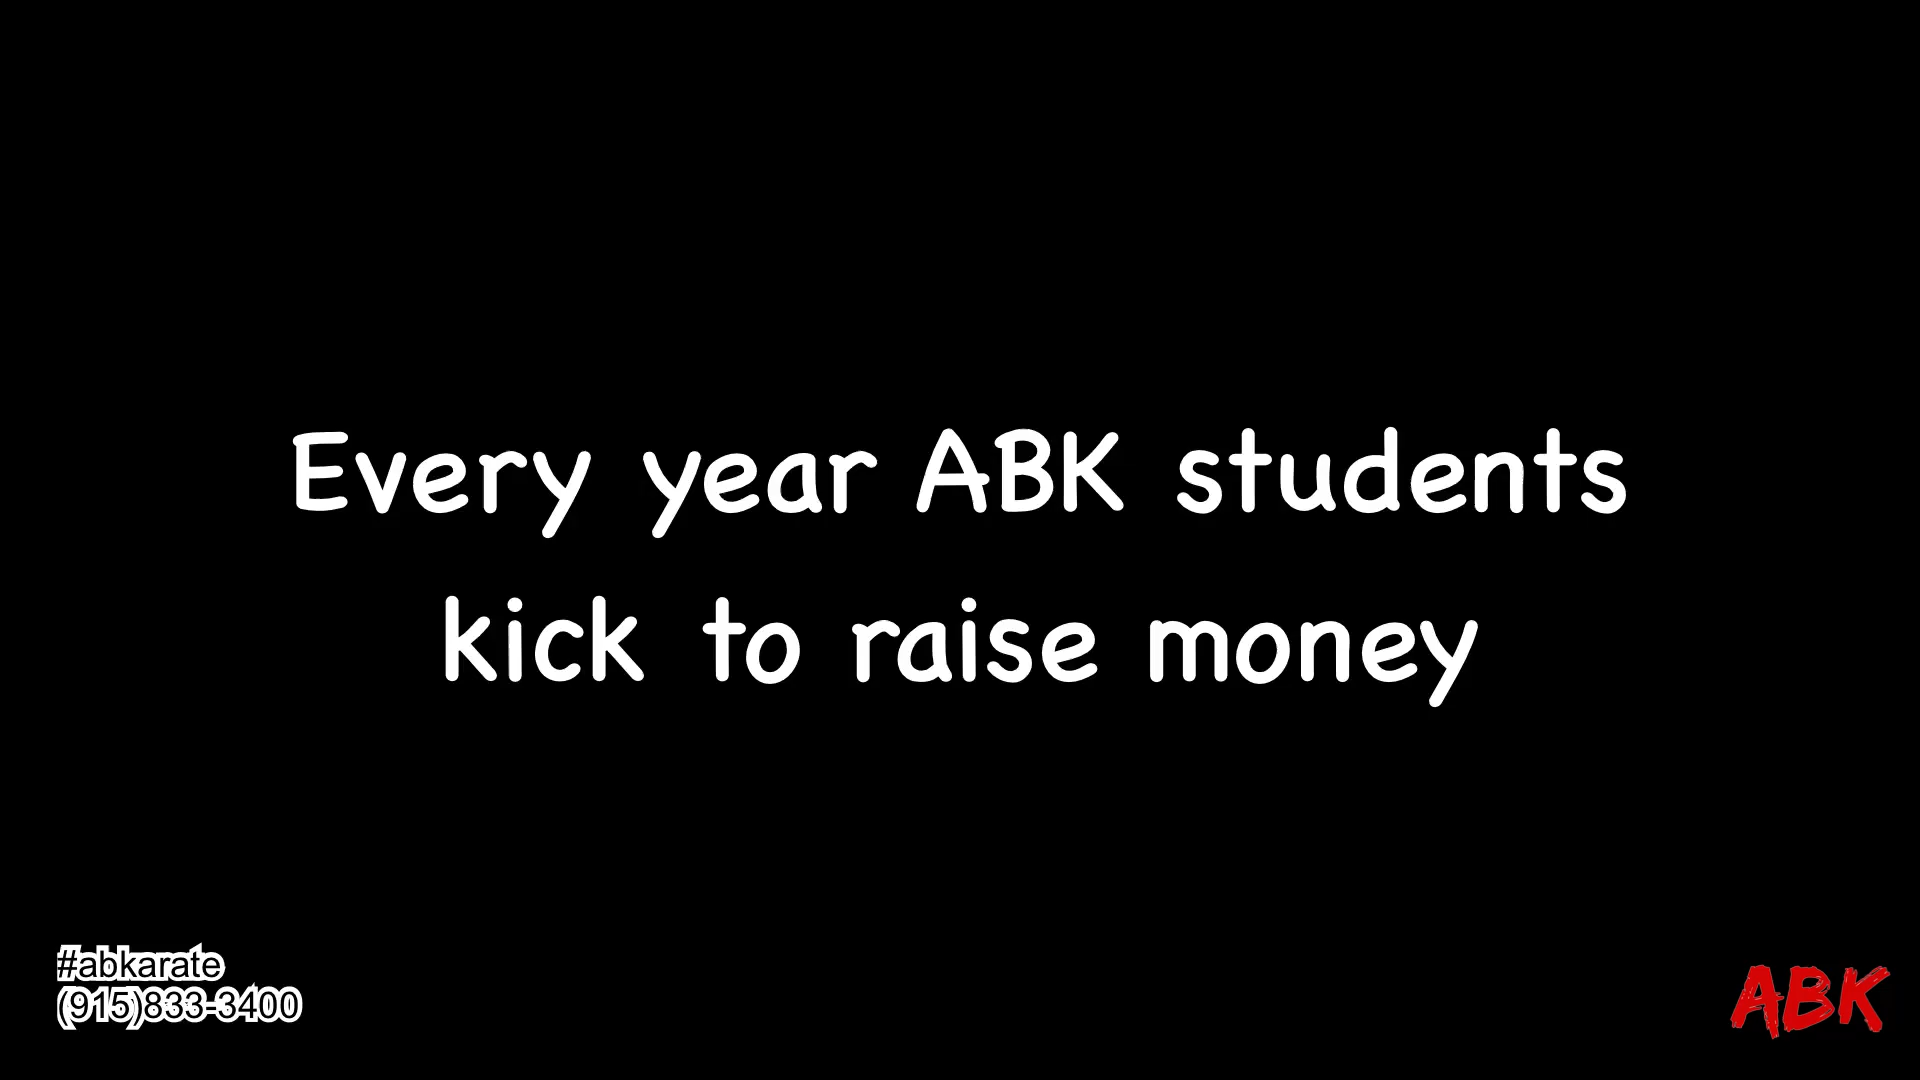 Every year ABK students
kick to raise money
#abkarate
(915)833-3400
ABK